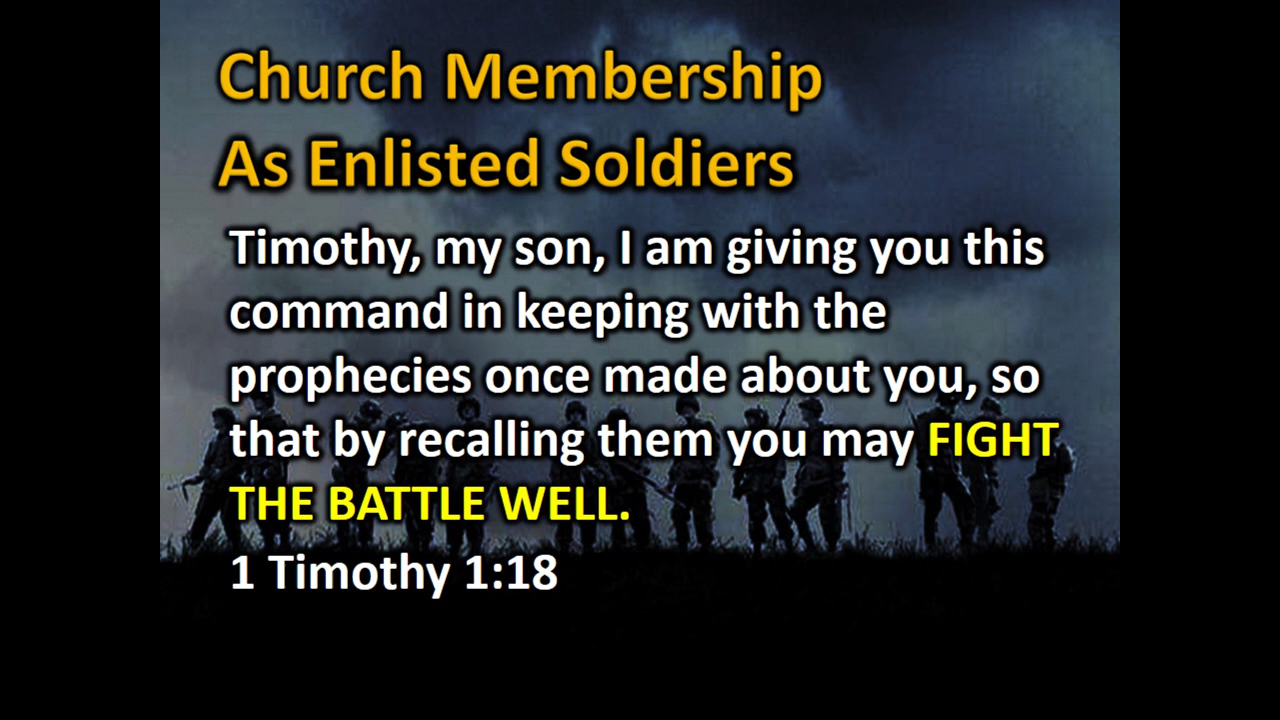 Church Membership
As Enlisted Soldiers
Timothy, my son, I am giving you this
command in keeping with the
prophecies once made about you, so
that by recalling them you may FIGHT
THE BATTLE WELL.
1 Timothy 1:18